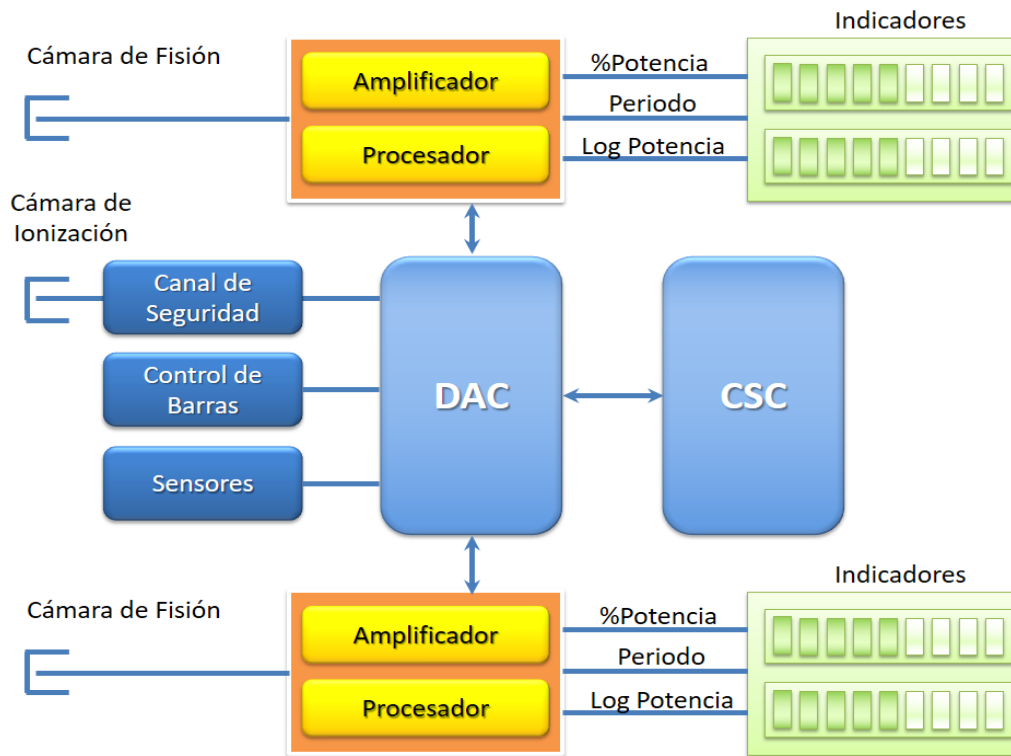 Indicadores
Cámara de Fisión
Amplificador
%Potencia
Periodo
Procesador
Log Potencia
Cámara de
Ionización
Canal de
Seguridad
Control de
Barras
DAC
CSC
Sensores
Indicadores
Cámara de Fisión
Amplificador
%Potencia
Periodo
Procesador
Log Potencia